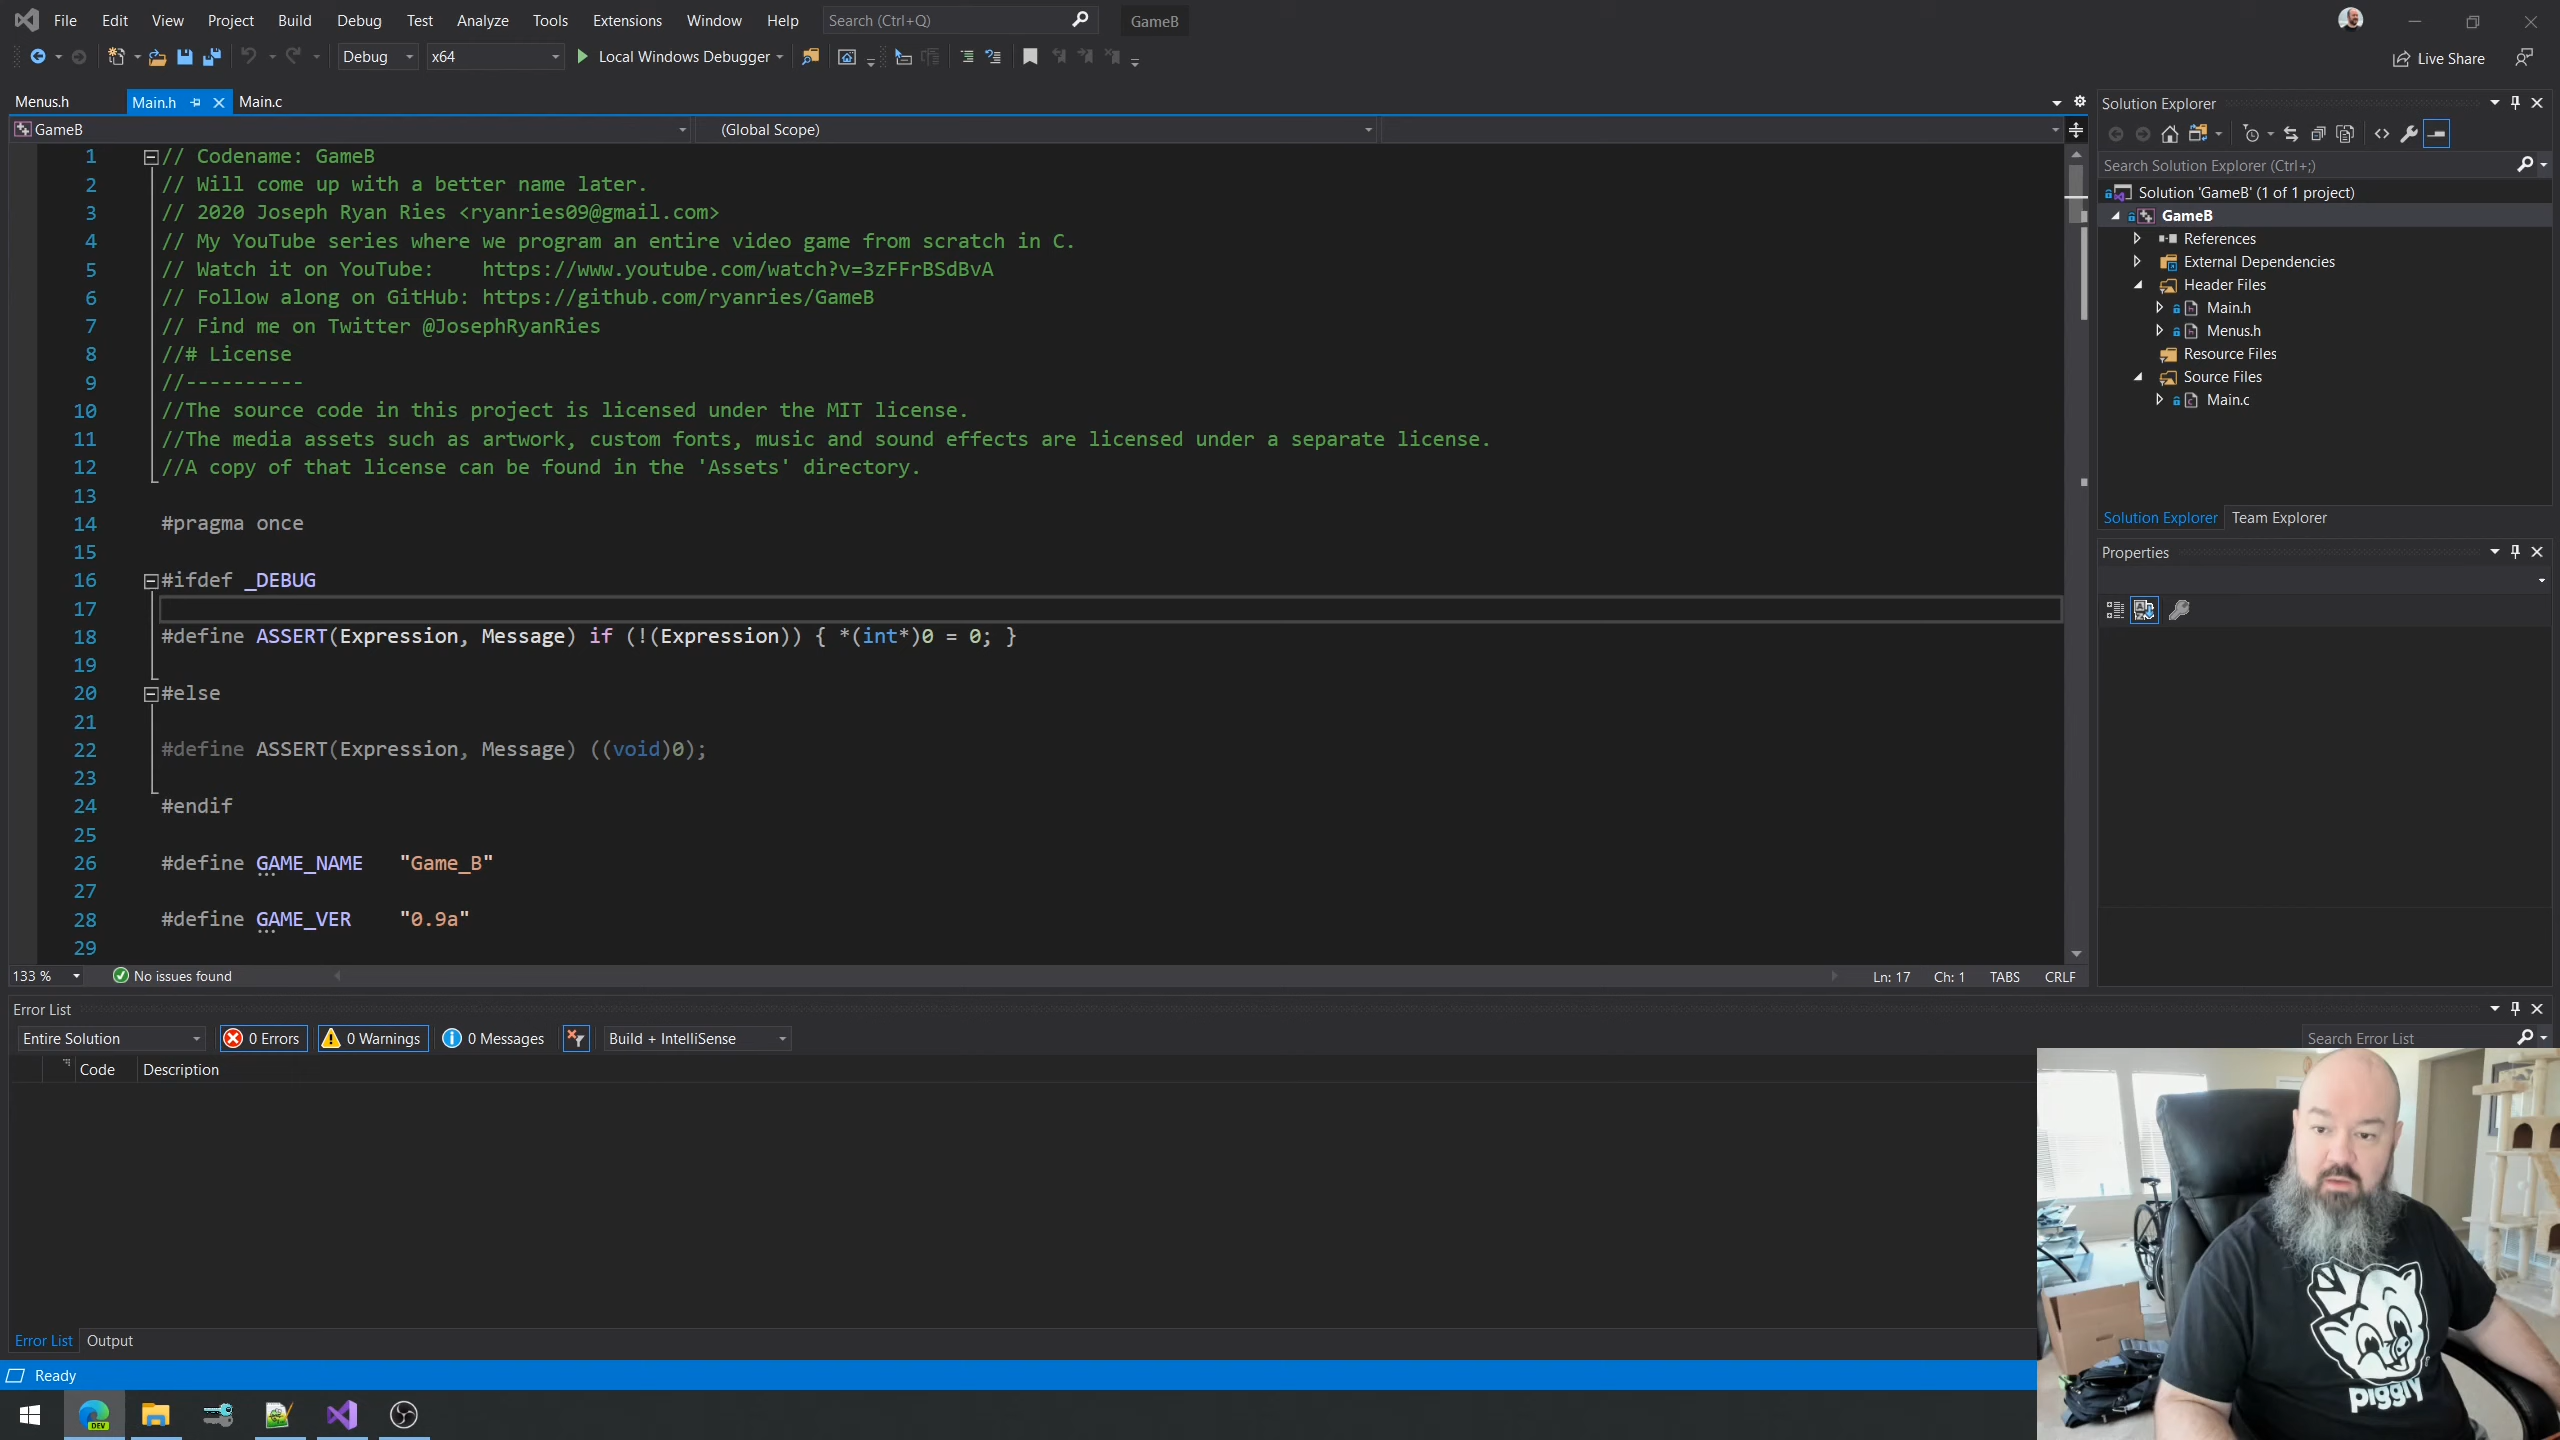 File Edit View Project Build Debug Test Analyze Tools Extensions Window Help Search (Ctrl+Q) GameB
Debug x64 Local Windows Debugger Live Share
Menus.h Main.h Main.c
GameB (Global Scope)
1 // Codename: GameB
2 // Will come up with a better name later.
3 // 2020 Joseph Ryan Ries <ryanries09@gmail.com>
4 // My YouTube series where we program an entire video game from scratch in C.
5 // Watch it on YouTube:    https://www.youtube.com/watch?v=3zFFrBSdBvA
6 // Follow along on GitHub: https://github.com/ryanries/GameB
7 // Find me on Twitter @JosephRyanRies
8 //# License
9 //----------
10 //The source code in this project is licensed under the MIT license.
11 //The media assets such as artwork, custom fonts, music and sound effects are licensed under a separate license.
12 //A copy of that license can be found in the 'Assets' directory.
13
14 #pragma once
15
16 #ifdef _DEBUG
17
18 #define ASSERT(Expression, Message) if (!(Expression)) { *(int*)0 = 0; }
19
20 #else
21
22 #define ASSERT(Expression, Message) ((void)0);
23
24 #endif
25
26 #define GAME_NAME   "Game_B"
27
28 #define GAME_VER    "0.9a"
29
133 % No issues found Ln: 17 Ch: 1 TABS CRLF
Solution Explorer
Search Solution Explorer (Ctrl+;)
Solution 'GameB' (1 of 1 project)
GameB
References
External Dependencies
Header Files
Main.h
Menus.h
Resource Files
Source Files
Main.c
Solution Explorer Team Explorer
Properties
Error List
Entire Solution 0 Errors 0 Warnings 0 Messages Build + IntelliSense Search Error List
Code Description
Error List Output
Ready
DEV
piggly